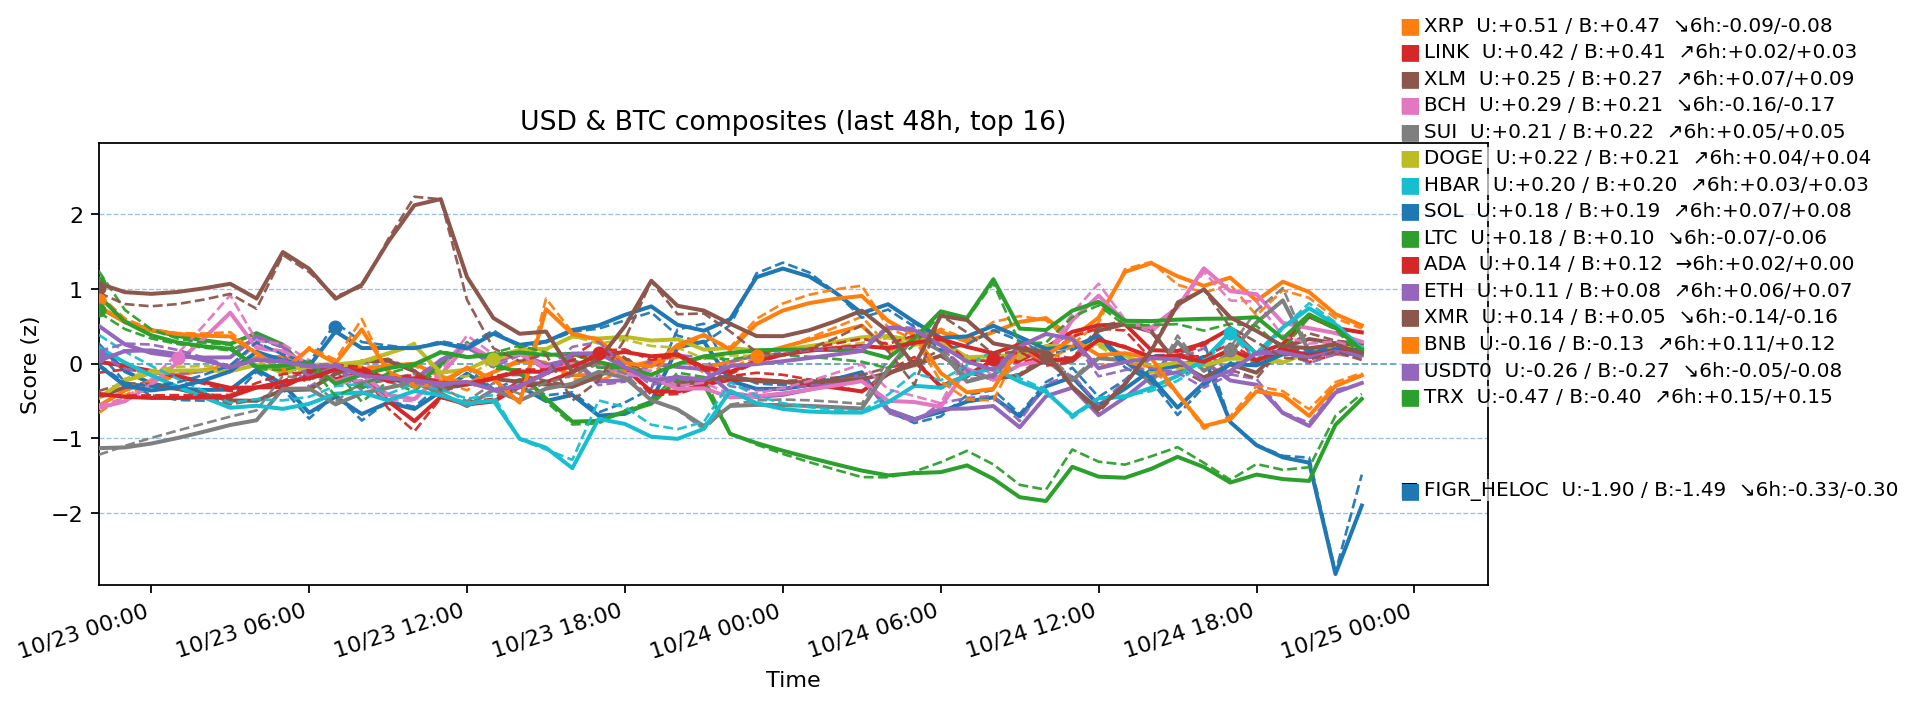 XRP  U:+0.51 / B:+0.47  ↘6h:-0.09/-0.08
LINK  U:+0.42 / B:+0.41  ↗6h:+0.02/+0.03
XLM  U:+0.25 / B:+0.27  ↗6h:+0.07/+0.09
BCH  U:+0.29 / B:+0.21  ↘6h:-0.16/-0.17
USD & BTC composites (last 48h, top 16)
SUI  U:+0.21 / B:+0.22  ↗6h:+0.05/+0.05
DOGE  U:+0.22 / B:+0.21  ↗6h:+0.04/+0.04
HBAR  U:+0.20 / B:+0.20  ↗6h:+0.03/+0.03
SOL  U:+0.18 / B:+0.19  ↗6h:+0.07/+0.08
LTC  U:+0.18 / B:+0.10  ↘6h:-0.07/-0.06
ADA  U:+0.14 / B:+0.12  →6h:+0.02/+0.00
ETH  U:+0.11 / B:+0.08  ↗6h:+0.06/+0.07
XMR  U:+0.14 / B:+0.05  ↘6h:-0.14/-0.16
BNB  U:-0.16 / B:-0.13  ↗6h:+0.11/+0.12
USDT0  U:-0.26 / B:-0.27  ↘6h:-0.05/-0.08
TRX  U:-0.47 / B:-0.40  ↗6h:+0.15/+0.15
FIGR_HELOC  U:-1.90 / B:-1.49  ↘6h:-0.33/-0.30
Score (z)
2
1
0
−1
−2
10/23 00:00
10/23 06:00
10/23 12:00
10/23 18:00
10/24 00:00
10/24 06:00
10/24 12:00
10/24 18:00
10/25 00:00
Time